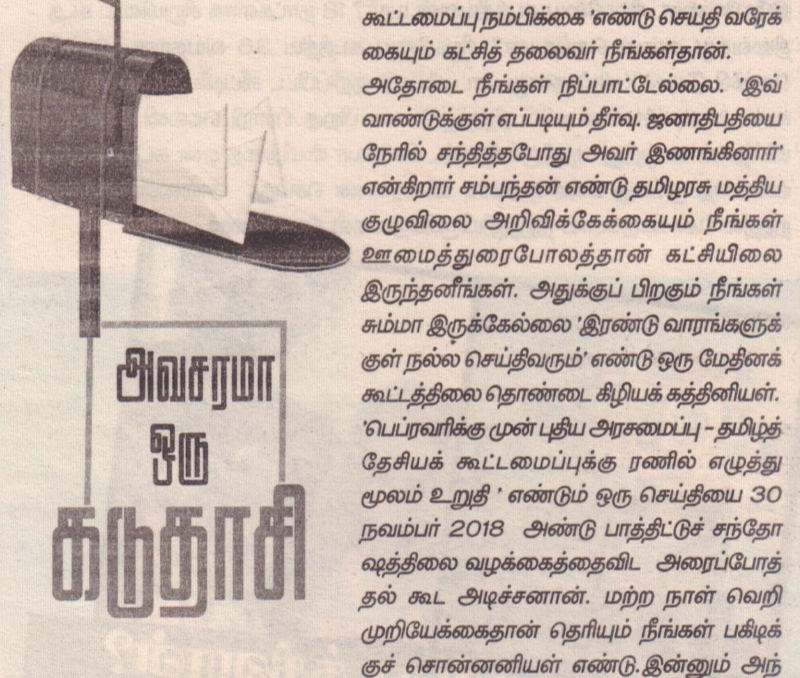 அவசரமா
ஒரு
கடுதாசி
கூட்டமைப்பு நம்பிக்கை 'எண்டு செய்தி வரேக்
கையும் கட்சித் தலைவர் நீங்கள்தான்.
அதோடை நீங்கள் நிப்பாட்டேல்லை. 'இவ்
வாண்டுக்குள் எப்படியும் தீர்வு. ஜனாதிபதியை
நேரில் சந்தித்தபோது அவர் இணங்கினார்'
என்கிறார் சம்பந்தன் எண்டு தமிழரசு மத்திய
குழுவிலை அறிவிக்கேக்கையும் நீங்கள்
ஊமைத்துரைபோலத்தான் கட்சியிலை
இருந்தனீங்கள். அதுக்குப் பிறகும் நீங்கள்
சும்மா இருக்கேல்லை 'இரண்டு வாரங்களுக்
குள் நல்ல செய்திவரும்' எண்டு ஒரு மேதினக்
கூட்டத்திலை தொண்டை கிழியக் கத்தினியள்.
'பெப்ரவரிக்கு முன் புதிய அரசமைப்பு - தமிழ்த்
தேசியக் கூட்டமைப்புக்கு ரணில் எழுத்து
மூலம் உறுதி ' எண்டும் ஒரு செய்தியை 30
நவம்பர் 2018 அண்டு பாத்திட்டுச் சந்தோ
ஷத்திலை வழக்கைத்தைவிட அரைப்போத்
தல் கூட அடிச்சனான். மற்ற நாள் வெறி
முறியேக்கைதான் தெரியும் நீங்கள் பகிடிக்
குச் சொன்னனியள் எண்டு.இன்னும் அந்